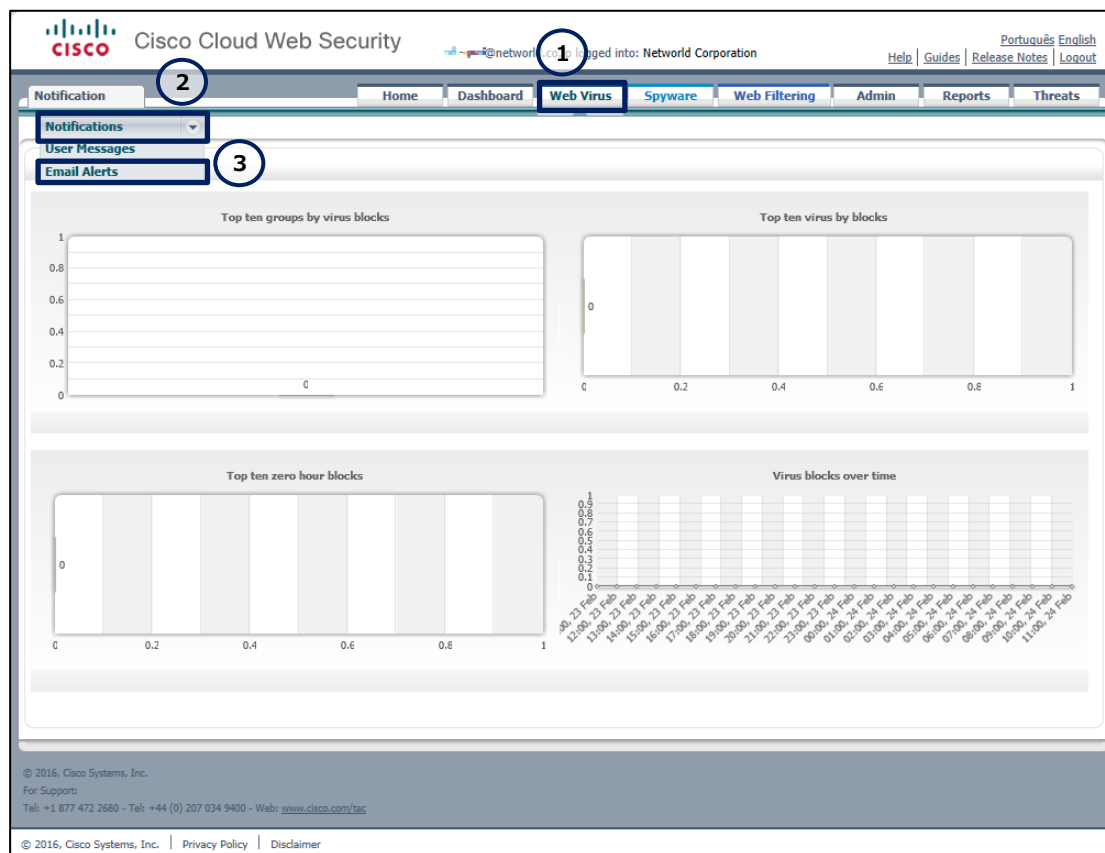 CISCO Cisco Cloud Web Security
@network logged into: Networld Corporation
Português English
Help Guides Release Notes Logout
1
2
Notification Home Dashboard Web Virus Spyware Web Filtering Admin Reports Threats
Notifications
User Messages
3
Email Alerts
Top ten groups by virus blocks
1
0.8
0.6
0.4
0.2
0
0
Top ten virus by blocks
0
0 0.2 0.4 0.6 0.8 1
Top ten zero hour blocks
0
0 0.2 0.4 0.6 0.8 1
Virus blocks over time
1
0.9
0.8
0.7
0.6
0.5
0.4
0.3
0.2
0.1
0
:00, 23 Feb
12:00, 23 Feb
13:00, 23 Feb
14:00, 23 Feb
15:00, 23 Feb
16:00, 23 Feb
17:00, 23 Feb
18:00, 23 Feb
19:00, 23 Feb
20:00, 23 Feb
21:00, 23 Feb
22:00, 23 Feb
23:00, 23 Feb
00:00, 24 Feb
01:00, 24 Feb
02:00, 24 Feb
03:00, 24 Feb
04:00, 24 Feb
05:00, 24 Feb
06:00, 24 Feb
07:00, 24 Feb
08:00, 24 Feb
09:00, 24 Feb
10:00, 24 Feb
11:00, 24 Feb
© 2016, Cisco Systems, Inc.
For Support:
Tel: +1 877 472 2680 - Tel: +44 (0) 207 034 9400 - Web: www.cisco.com/tac
© 2016, Cisco Systems, Inc. Privacy Policy Disclaimer